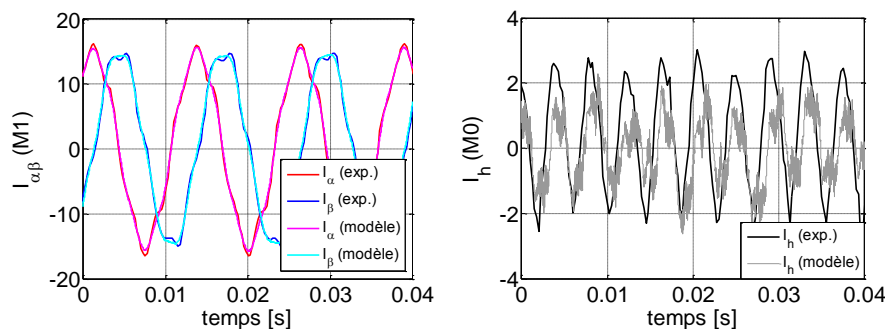 20
10
0
-10
-20
I_αβ (M1)
I_α (exp.)
I_β (exp.)
I_α (modèle)
I_β (modèle)
0 0.01 0.02 0.03 0.04
temps [s]
4
2
0
-2
-4
I_h (M0)
I_h (exp.)
I_h (modèle)
0 0.01 0.02 0.03 0.04
temps [s]